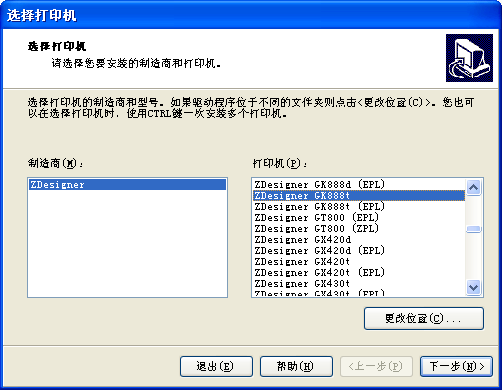 选择打印机
选择打印机
请选择您要安装的制造商和打印机。
选择打印机的制造商和型号。如果驱动程序位于不同的文件夹则点击<更改位置(C)>。您也可
以在选择打印机时，使用CTRL键一次安装多个打印机。
制造商(M)：
打印机(P)：
ZDesigner
ZDesigner GK888d (EPL)
ZDesigner GK888t
ZDesigner GK888t (EPL)
ZDesigner GT800 (EPL)
ZDesigner GT800 (ZPL)
ZDesigner GX420d
ZDesigner GX420d (EPL)
ZDesigner GX420t
ZDesigner GX420t (EPL)
ZDesigner GX430t
ZDesigner GX430t (EPL)
更改位置(C)...
退出(E)
帮助(H)
<上一步(P)
下一步(N)>